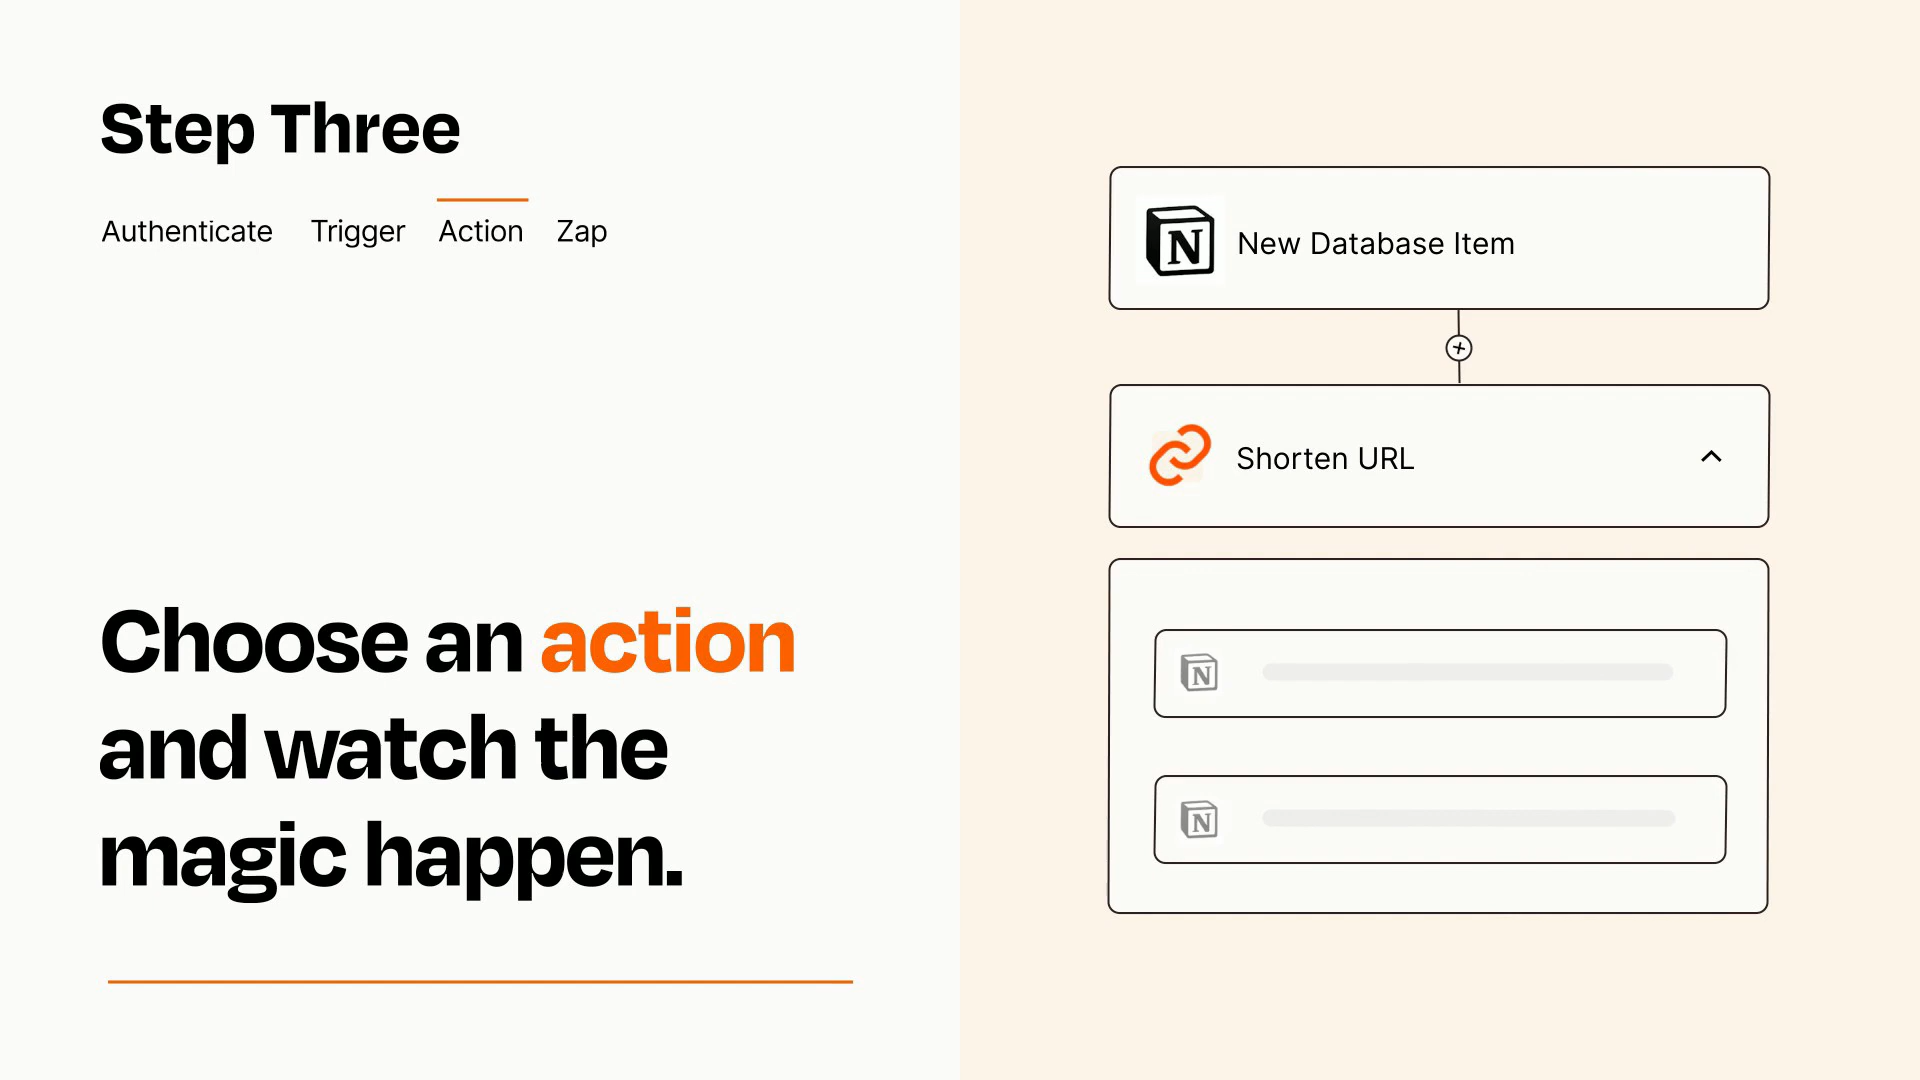 Step Three
Authenticate Trigger Action Zap
Choose an action
and watch the
magic happen.
N New Database Item
Shorten URL
N
N